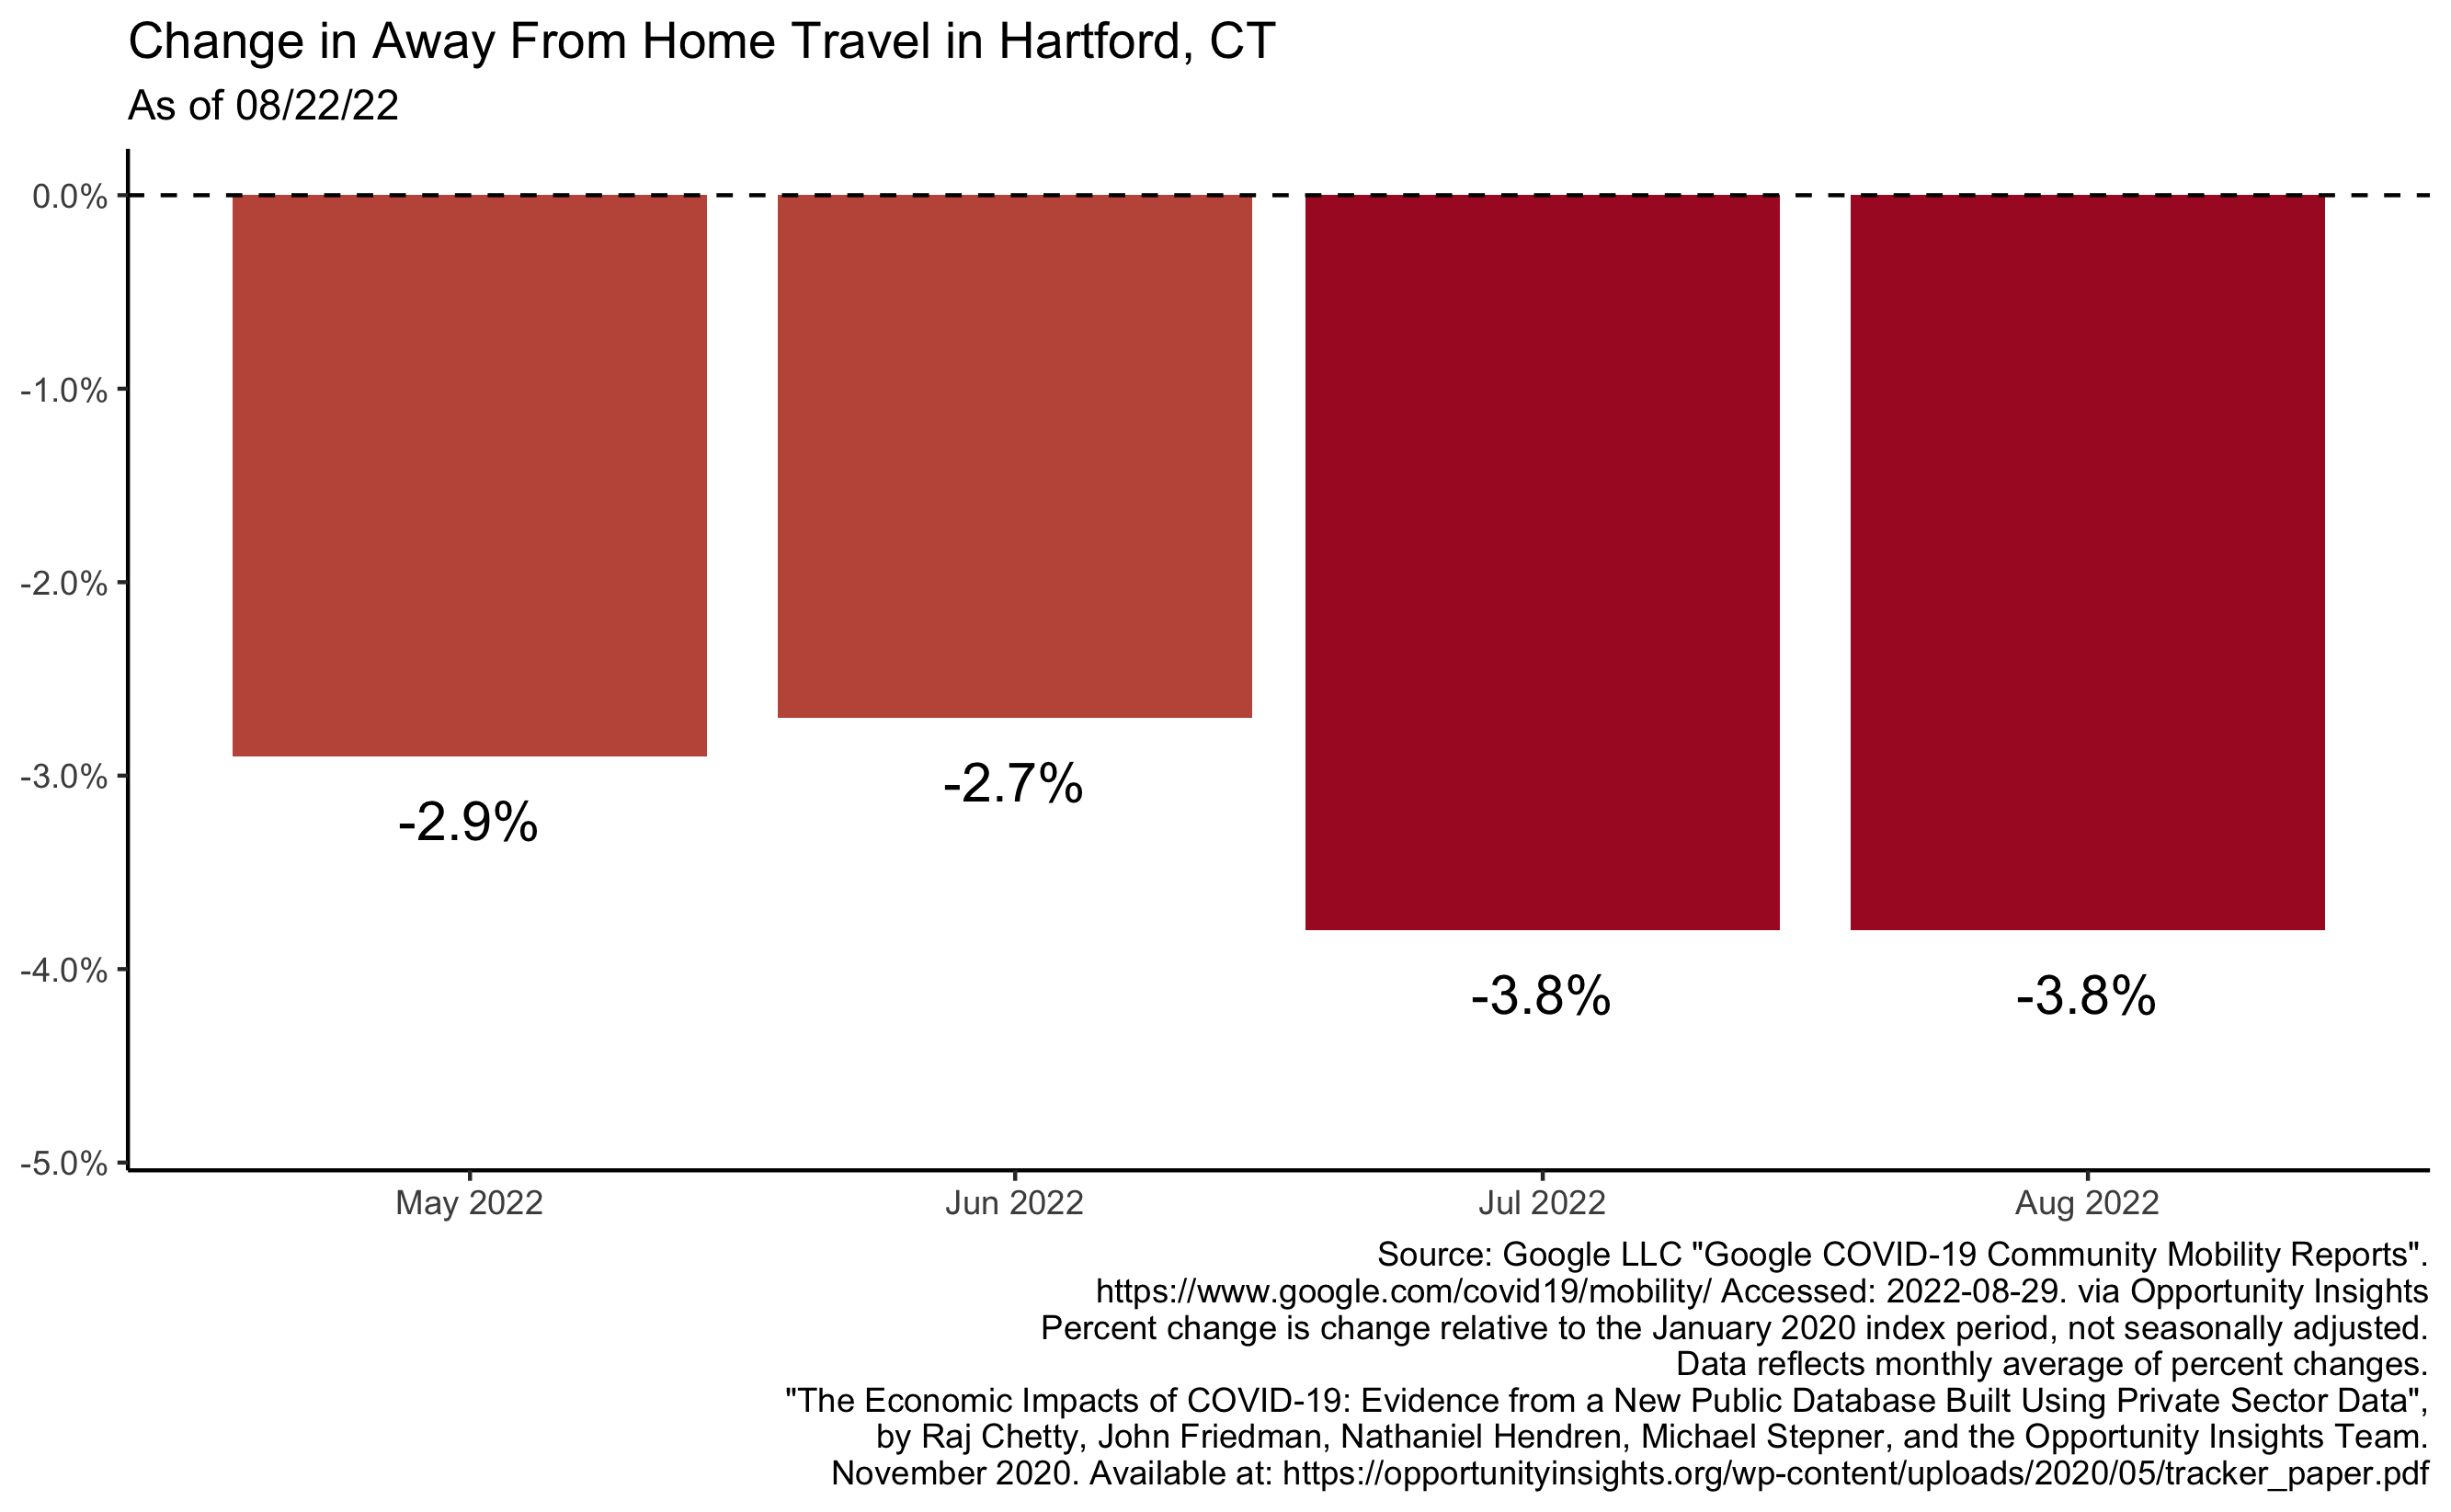 Change in Away From Home Travel in Hartford, CT
As of 08/22/22
0.0%
-1.0%
-2.0%
-3.0%
-4.0%
-5.0%
-2.9%
-2.7%
-3.8%
-3.8%
May 2022
Jun 2022
Jul 2022
Aug 2022
Source: Google LLC "Google COVID-19 Community Mobility Reports".
https://www.google.com/covid19/mobility/ Accessed: 2022-08-29. via Opportunity Insights
Percent change is change relative to the January 2020 index period, not seasonally adjusted.
Data reflects monthly average of percent changes.
"The Economic Impacts of COVID-19: Evidence from a New Public Database Built Using Private Sector Data",
by Raj Chetty, John Friedman, Nathaniel Hendren, Michael Stepner, and the Opportunity Insights Team.
November 2020. Available at: https://opportunityinsights.org/wp-content/uploads/2020/05/tracker_paper.pdf